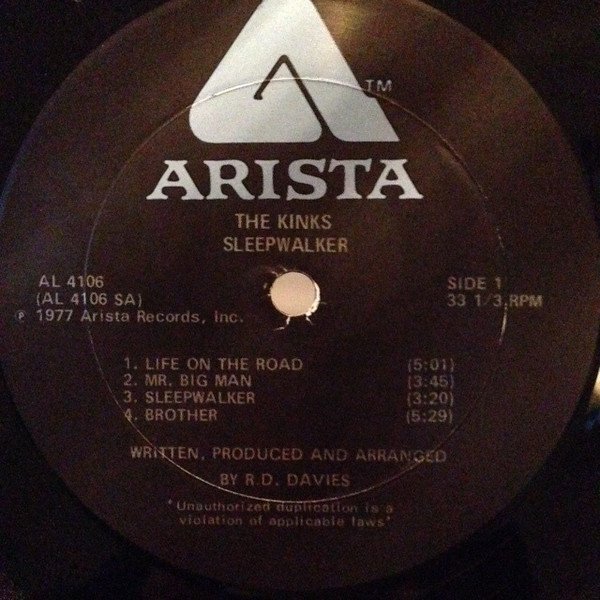 TM
ARISTA
THE KINKS
SLEEPWALKER
AL 4106
(AL 4106 SA)
℗ 1977 Arista Records, Inc.
SIDE 1
33 1/3 RPM
1. LIFE ON THE ROAD (5:01)
2. MR. BIG MAN (3:45)
3. SLEEPWALKER (3:20)
4. BROTHER (5:29)
WRITTEN, PRODUCED AND ARRANGED
BY R.D. DAVIES
"Unauthorized duplication is a
violation of applicable laws"